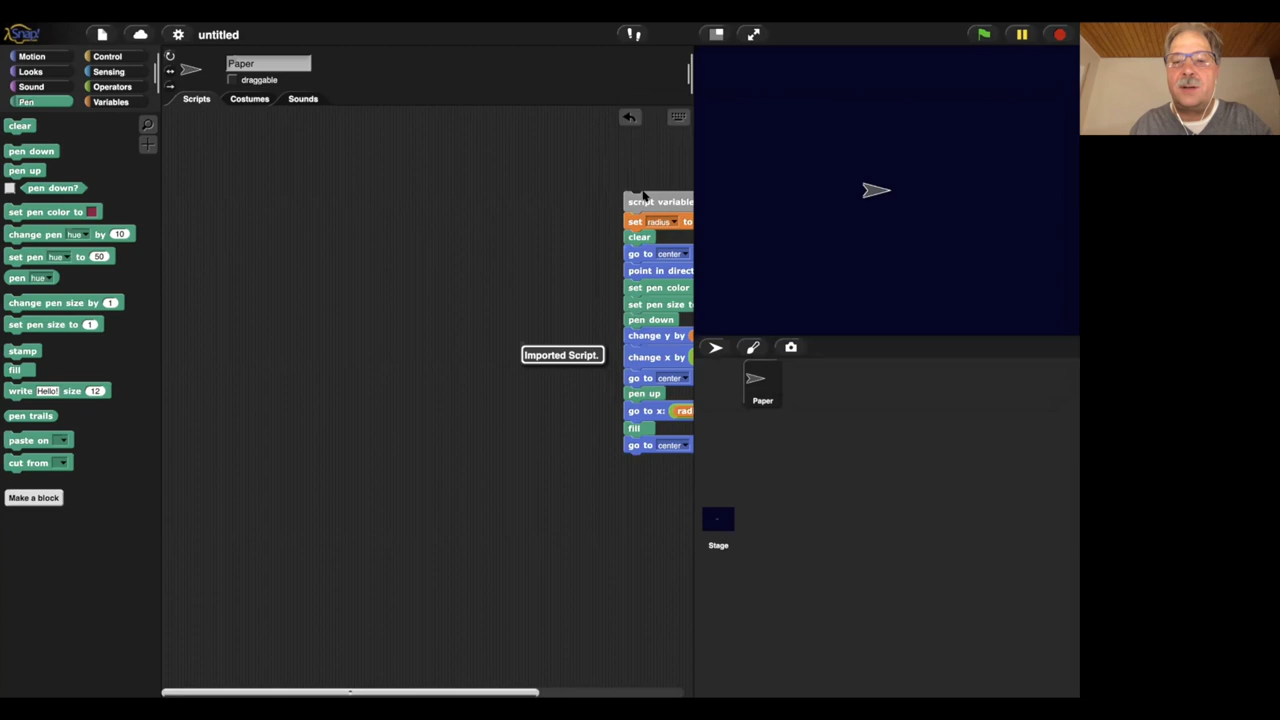 Snap!
untitled
Motion
Control
Looks
Sensing
Sound
Operators
Pen
Variables
Paper
draggable
Scripts
Costumes
Sounds
clear
pen down
pen up
pen down?
set pen color to
change pen hue by 10
set pen hue to 50
pen hue
change pen size by 1
set pen size to 1
stamp
fill
write Hello! size 12
pen trails
paste on
cut from
Make a block
script variable
set radius to
clear
go to center
point in direct
set pen color
set pen size t
pen down
change y by
change x by
go to center
pen up
go to x: rad
fill
go to center
Imported Script.
Paper
Stage